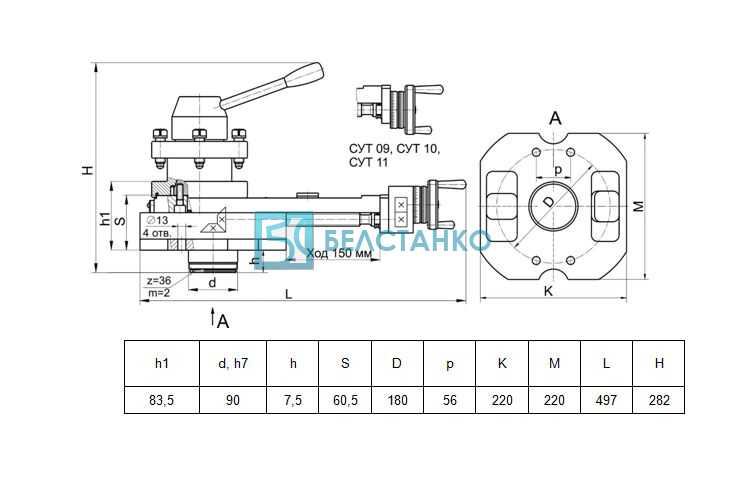 СУТ 09, СУТ 10,
СУТ 11
A
H
h1
S
∅13
4 отв.
X
X
БЕЛСТАНКО
Ход 150 мм
h
z=36
m=2
d
L
A
p
D
M
K
h1 d, h7 h S D p K M L H
83,5 90 7,5 60,5 180 56 220 220 497 282